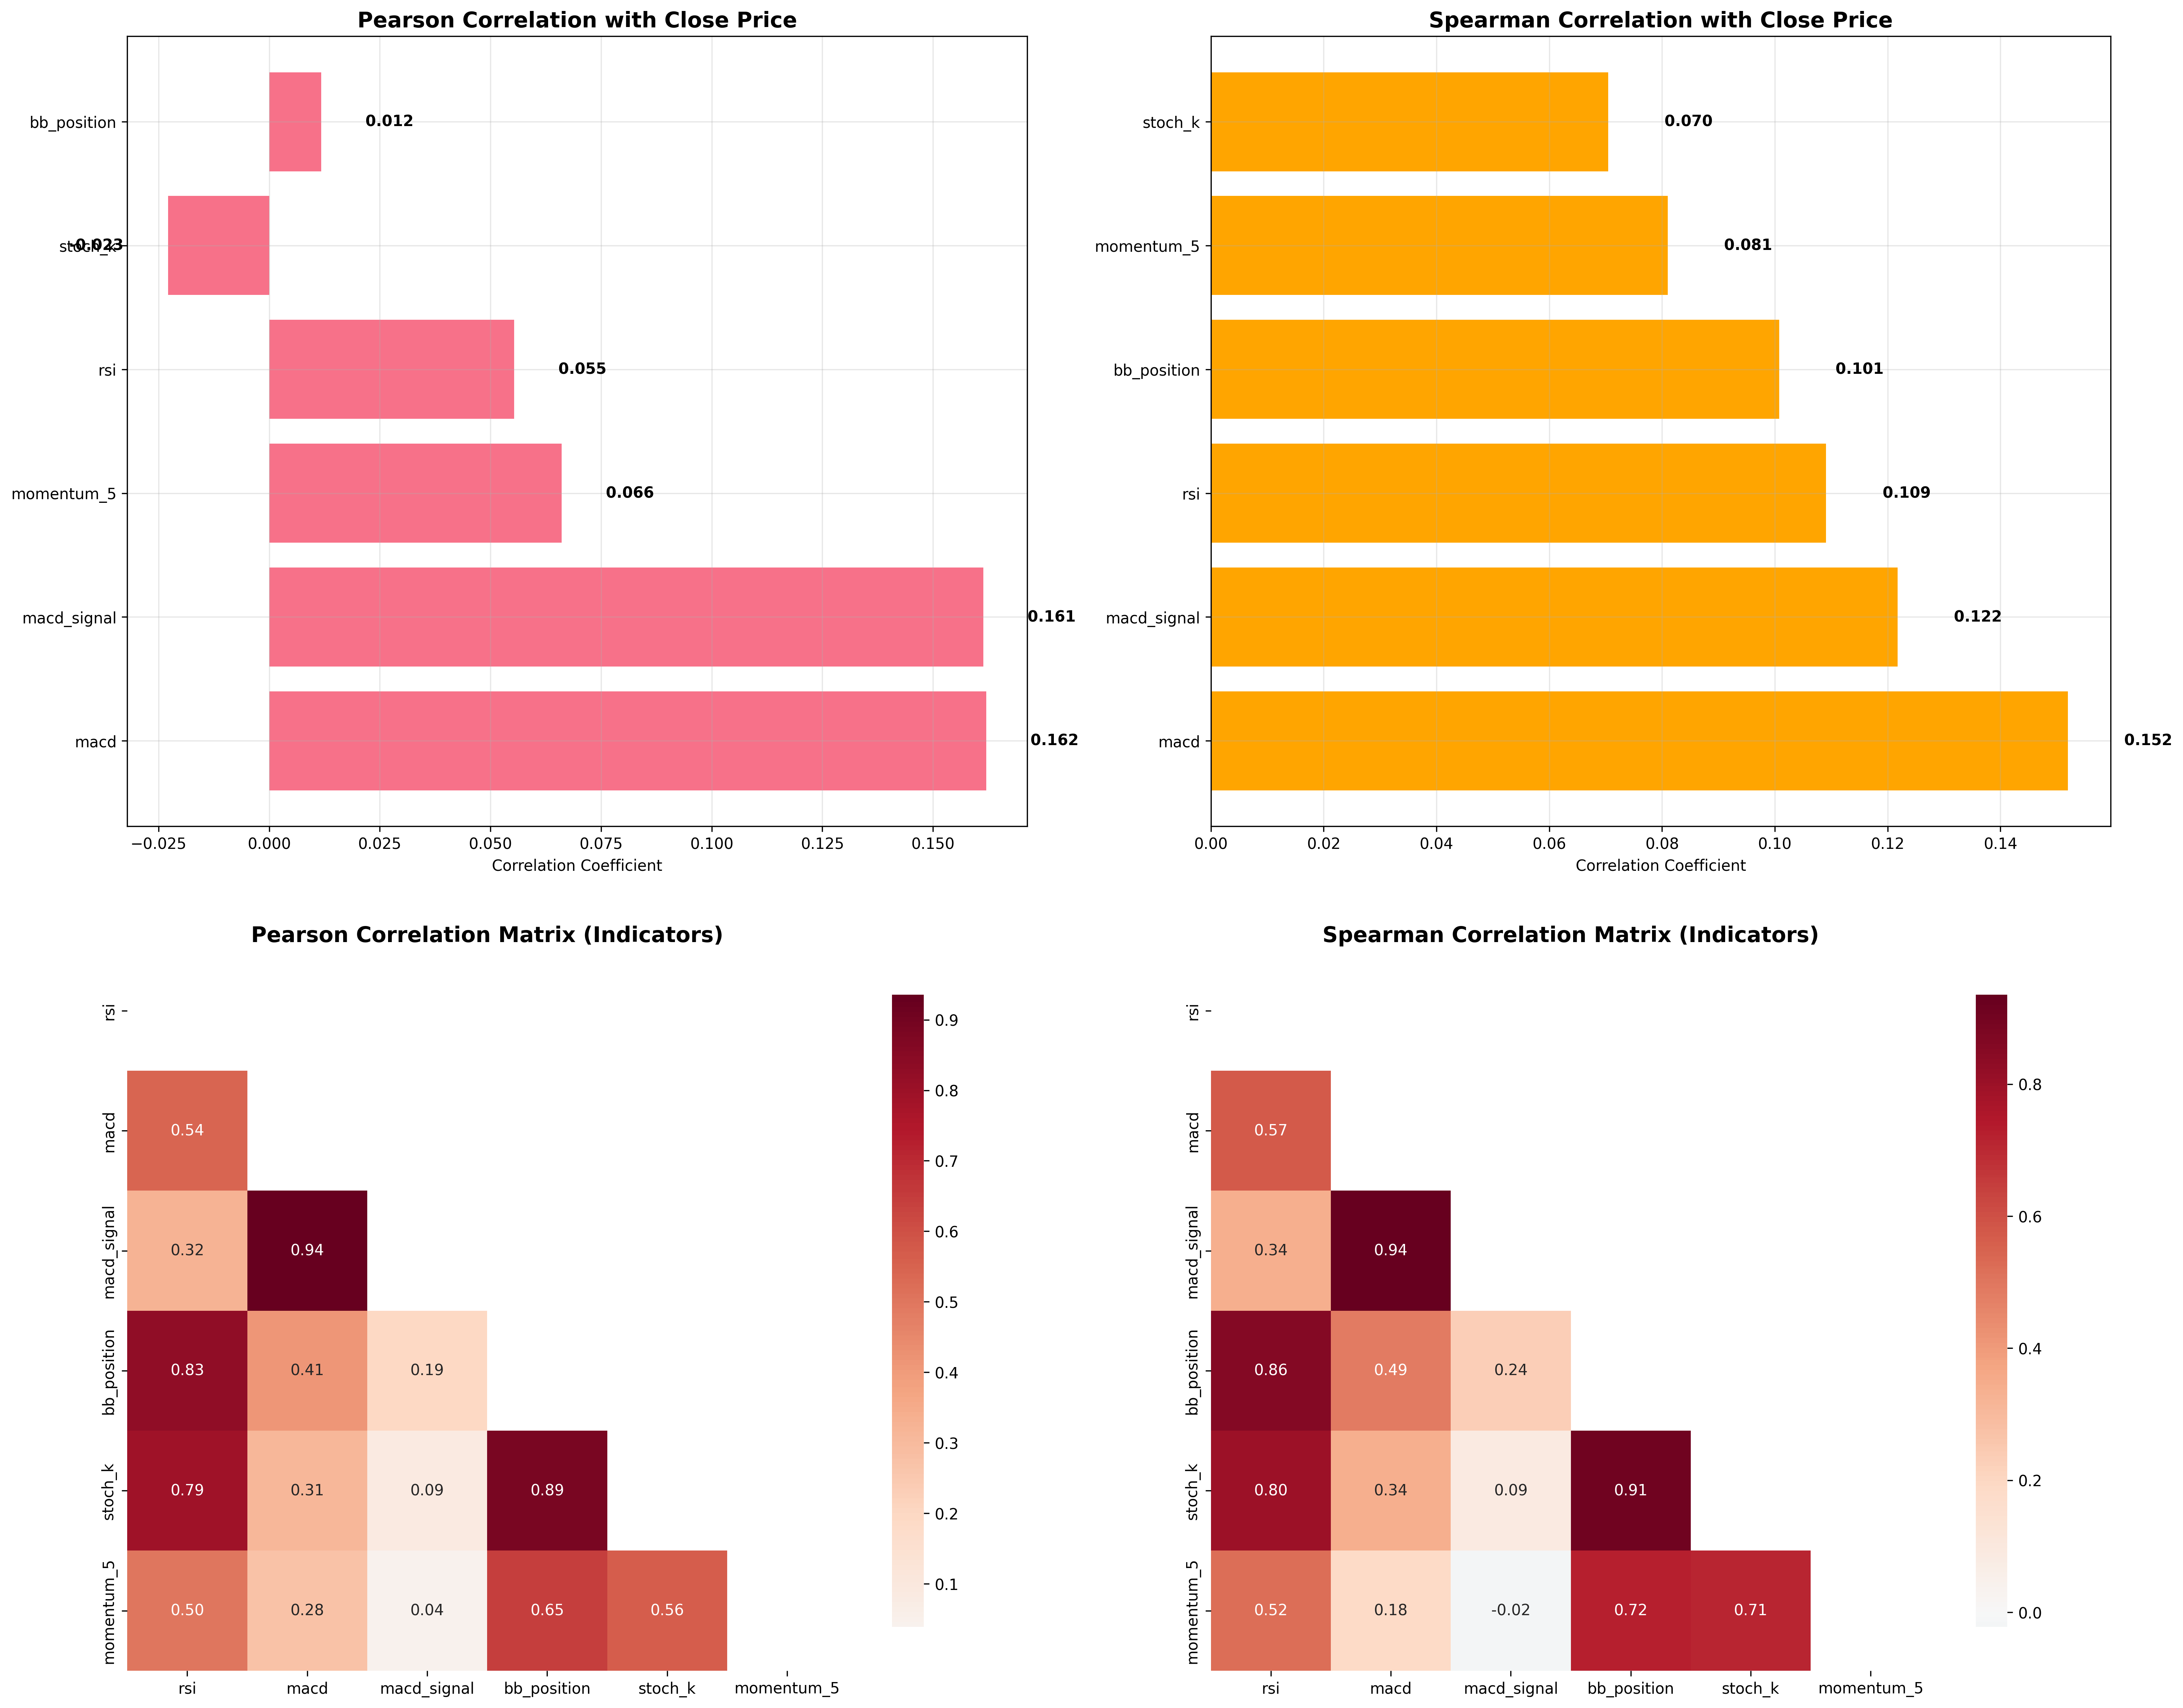 Pearson Correlation with Close Price
bb_position
0.012
stoch_k
-0.023
rsi
0.055
momentum_5
0.066
macd_signal
0.161
macd
0.162
−0.025 0.000 0.025 0.050 0.075 0.100 0.125 0.150
Correlation Coefficient
Spearman Correlation with Close Price
stoch_k
0.070
momentum_5
0.081
bb_position
0.101
rsi
0.109
macd_signal
0.122
macd
0.152
0.00 0.02 0.04 0.06 0.08 0.10 0.12 0.14
Correlation Coefficient
Pearson Correlation Matrix (Indicators)
rsi
macd
0.54
macd_signal
0.32 0.94
bb_position
0.83 0.41 0.19
stoch_k
0.79 0.31 0.09 0.89
momentum_5
0.50 0.28 0.04 0.65 0.56
rsi macd macd_signal bb_position stoch_k momentum_5
0.9
0.8
0.7
0.6
0.5
0.4
0.3
0.2
0.1
Spearman Correlation Matrix (Indicators)
rsi
macd
0.57
macd_signal
0.34 0.94
bb_position
0.86 0.49 0.24
stoch_k
0.80 0.34 0.09 0.91
momentum_5
0.52 0.18 -0.02 0.72 0.71
rsi macd macd_signal bb_position stoch_k momentum_5
0.8
0.6
0.4
0.2
0.0